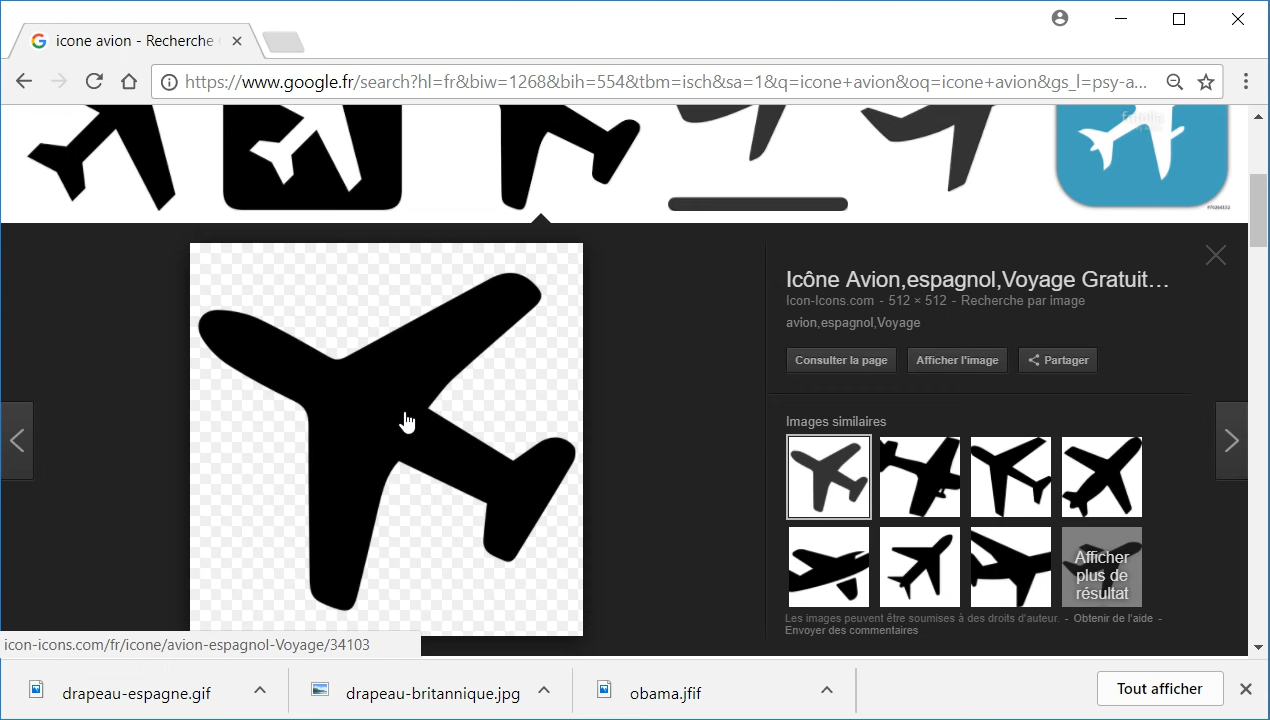 icone avion - Recherche
https://www.google.fr/search?hl=fr&biw=1268&bih=554&tbm=isch&sa=1&q=icone+avion&oq=icone+avion&gs_l=psy-a...
fotolia
Icône Avion,espagnol,Voyage Gratuit...
Icon-Icons.com - 512 × 512 - Recherche par image
avion,espagnol,Voyage
Consulter la page
Afficher l'image
Partager
Images similaires
Afficher
plus de
résultat
Les images peuvent être soumises à des droits d'auteur. - Obtenir de l'aide -
Envoyer des commentaires
icon-icons.com/fr/icone/avion-espagnol-Voyage/34103
drapeau-espagne.gif
drapeau-britannique.jpg
obama.jfif
Tout afficher